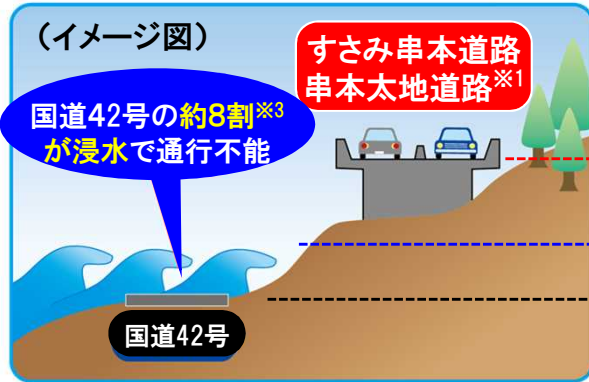 （イメージ図）
すさみ串本道路
串本太地道路※1
国道42号の約8割※3
が浸水で通行不能
国道42号